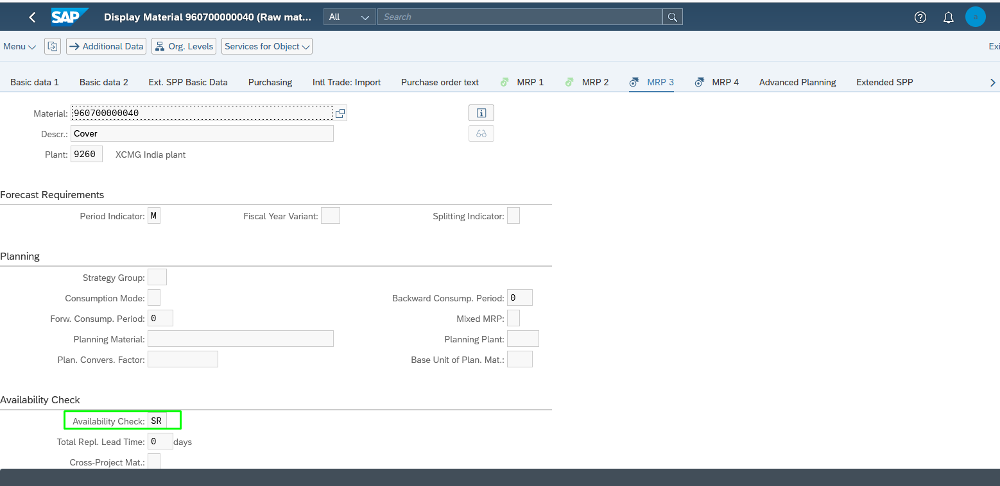 SAP Display Material 960700000040 (Raw mat... All Search
Menu Additional Data Org. Levels Services for Object Exi
Basic data 1 Basic data 2 Ext. SPP Basic Data Purchasing Intl Trade: Import Purchase order text MRP 1 MRP 2 MRP 3 MRP 4 Advanced Planning Extended SPP
Material: 960700000040
Descr.: Cover
Plant: 9260 XCMG India plant
Forecast Requirements
Period Indicator: M Fiscal Year Variant: Splitting Indicator:
Planning
Strategy Group:
Consumption Mode: Backward Consump. Period: 0
Forw. Consump. Period: 0 Mixed MRP:
Planning Material: Planning Plant:
Plan. Convers. Factor: Base Unit of Plan. Mat.:
Availability Check
Availability Check: SR
Total Repl. Lead Time: 0 days
Cross-Project Mat.: